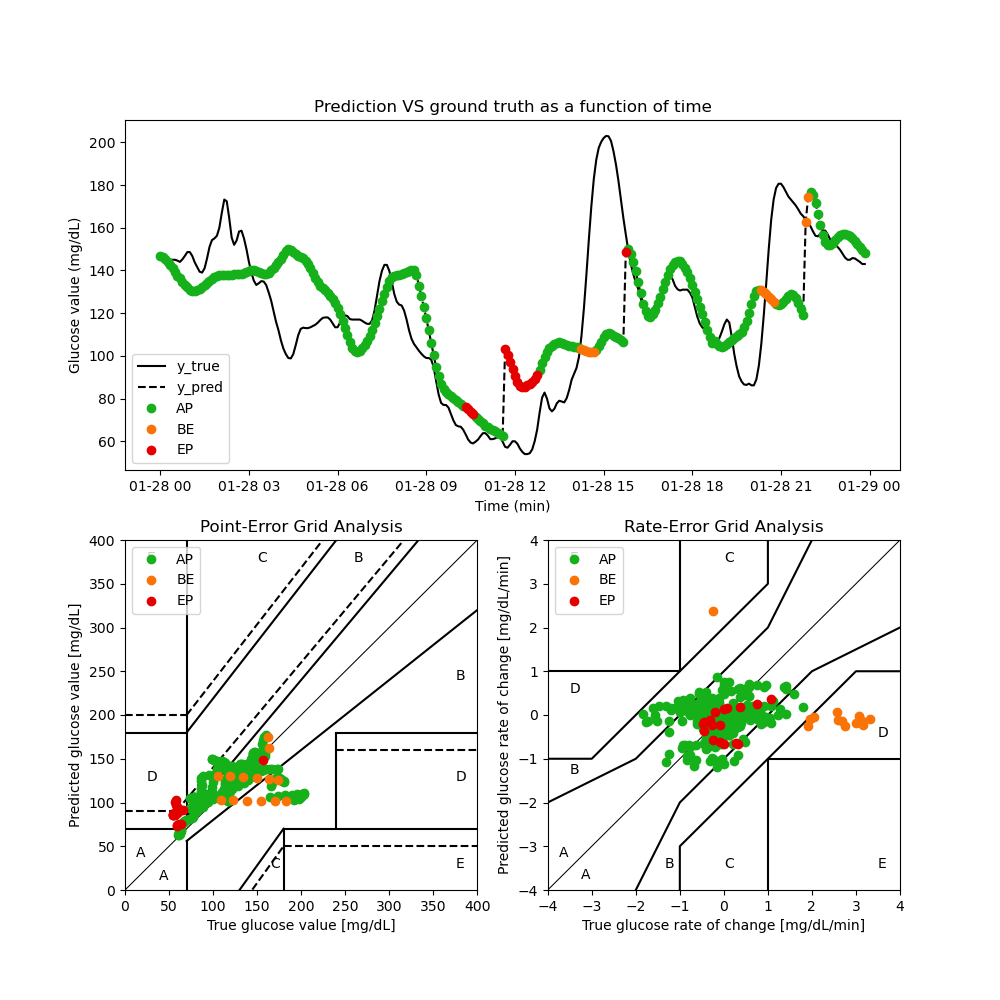 Prediction VS ground truth as a function of time
Glucose value (mg/dL)
200
180
160
140
120
100
80
60
y_true
y_pred
AP
BE
EP
01-28 00 01-28 03 01-28 06 01-28 09 01-28 12 01-28 15 01-28 18 01-28 21 01-29 00
Time (min)
Point-Error Grid Analysis
Predicted glucose value [mg/dL]
400
350
300
250
200
150
100
50
0
AP
BE
EP
C B
B
D D
A
A
C E
0 50 100 150 200 250 300 350 400
True glucose value [mg/dL]
Rate-Error Grid Analysis
Predicted glucose rate of change [mg/dL/min]
4
3
2
1
0
−1
−2
−3
−4
AP
BE
EP
C
D
D
B
A
A
B C E
−4 −3 −2 −1 0 1 2 3 4
True glucose rate of change [mg/dL/min]